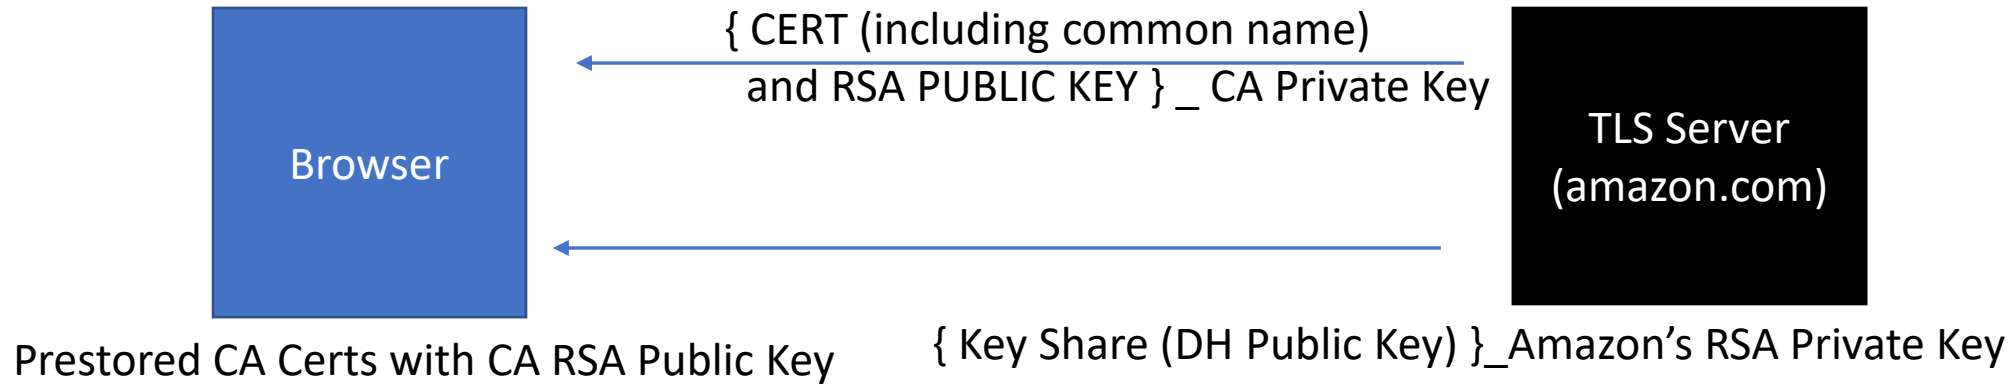 { CERT (including common name)
and RSA PUBLIC KEY } _ CA Private Key
Browser
TLS Server
(amazon.com)
Prestored CA Certs with CA RSA Public Key
{ Key Share (DH Public Key) }_Amazon’s RSA Private Key